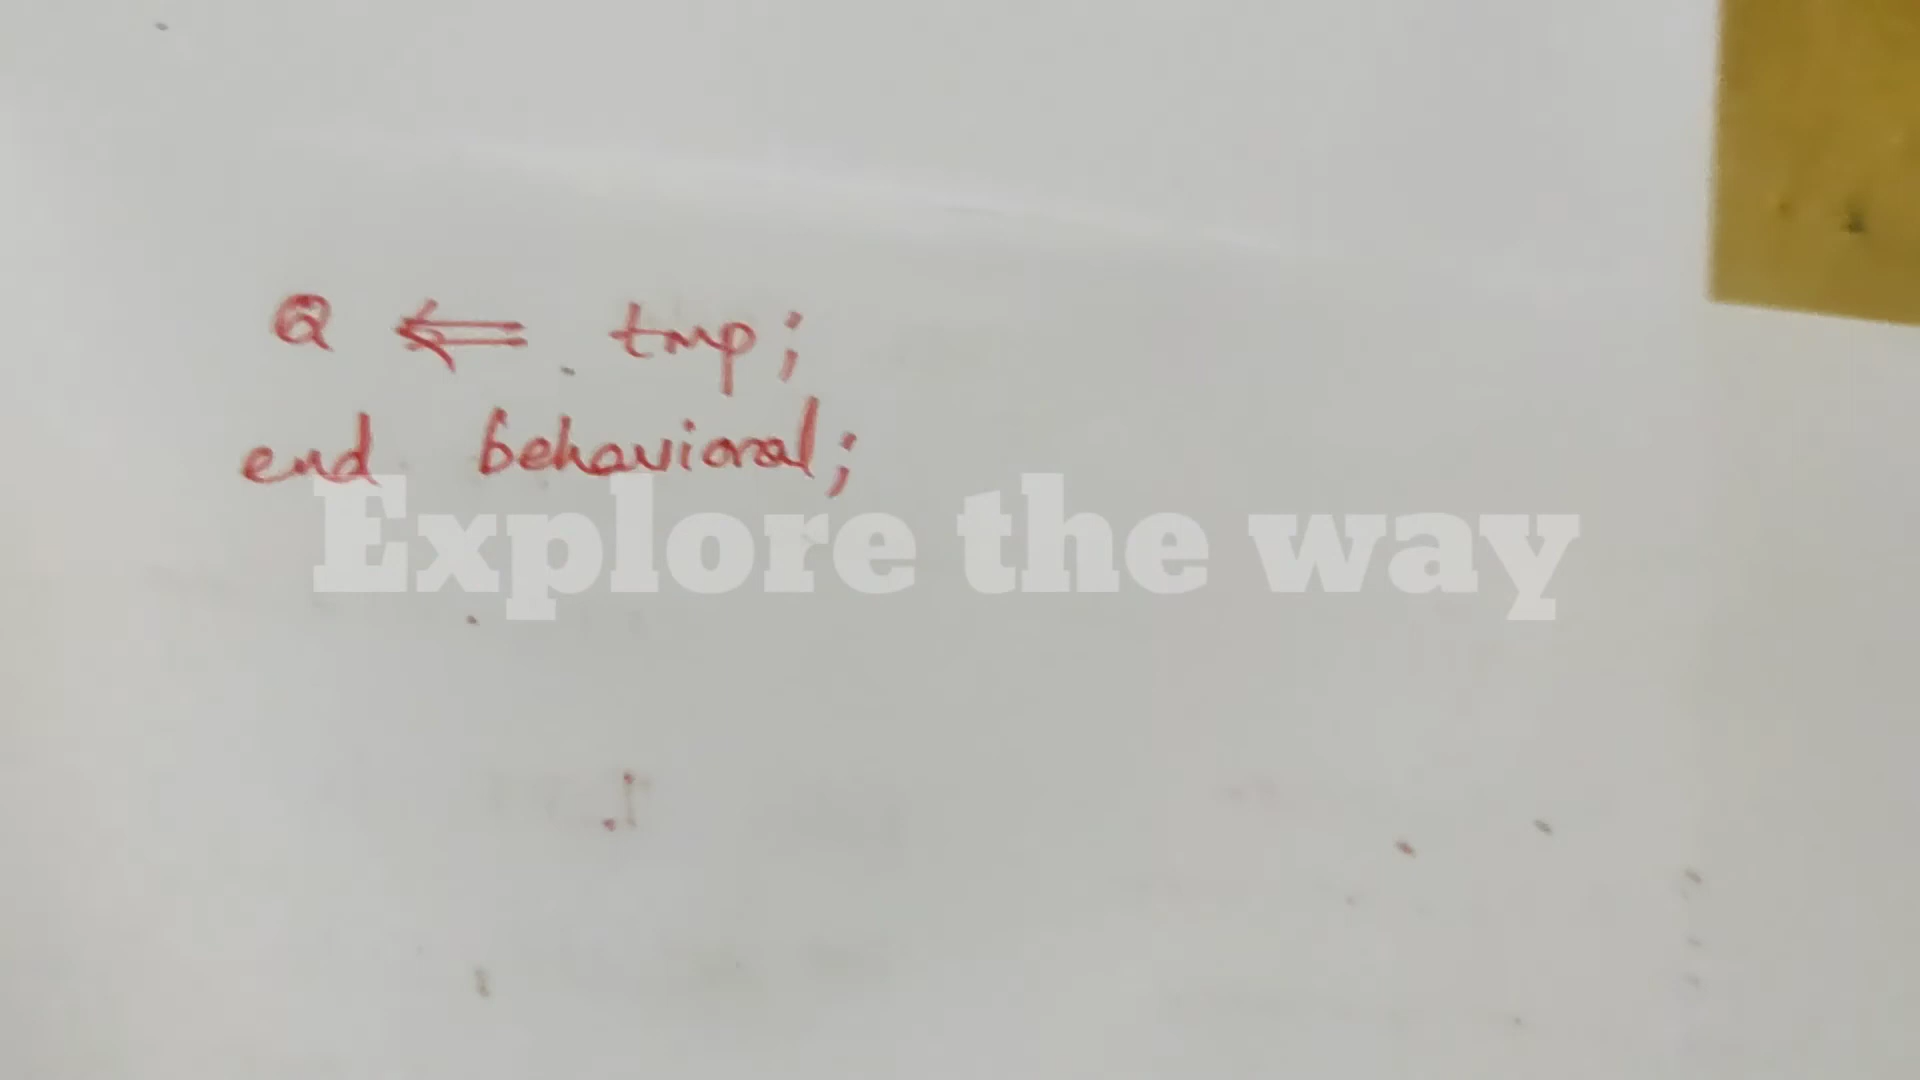 Q <= tmp;
end behavioral;
Explore the way